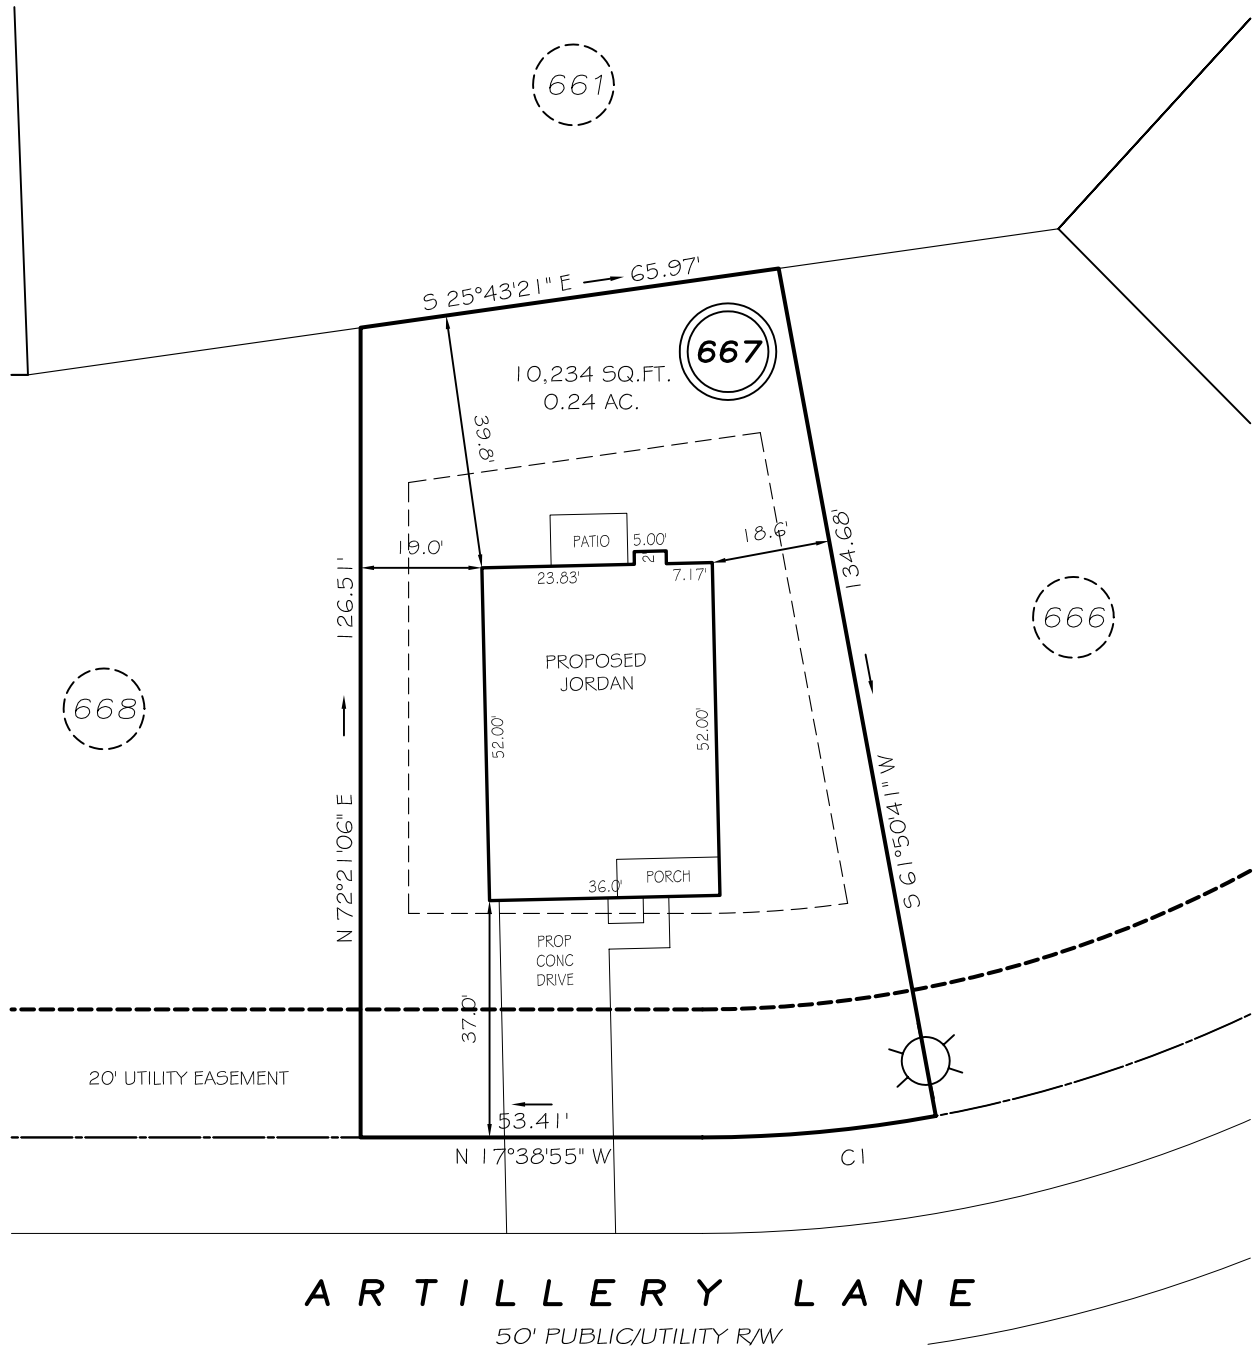 661
S 25°43'21" E
65.97'
667
10,234 SQ.FT.
0.24 AC.
39.8'
19.0'
PATIO
5.00'
2'
18.6'
23.83'
7.17'
134.68'
126.51'
666
PROPOSED
JORDAN
668
52.00'
52.00'
S 61°50'41" W
N 72°21'06" E
36.0'
PORCH
PROP
CONC
DRIVE
37.0'
20' UTILITY EASEMENT
53.41'
N 17°38'55" W
C1
ARTILLERY LANE
50' PUBLIC/UTILITY R/W